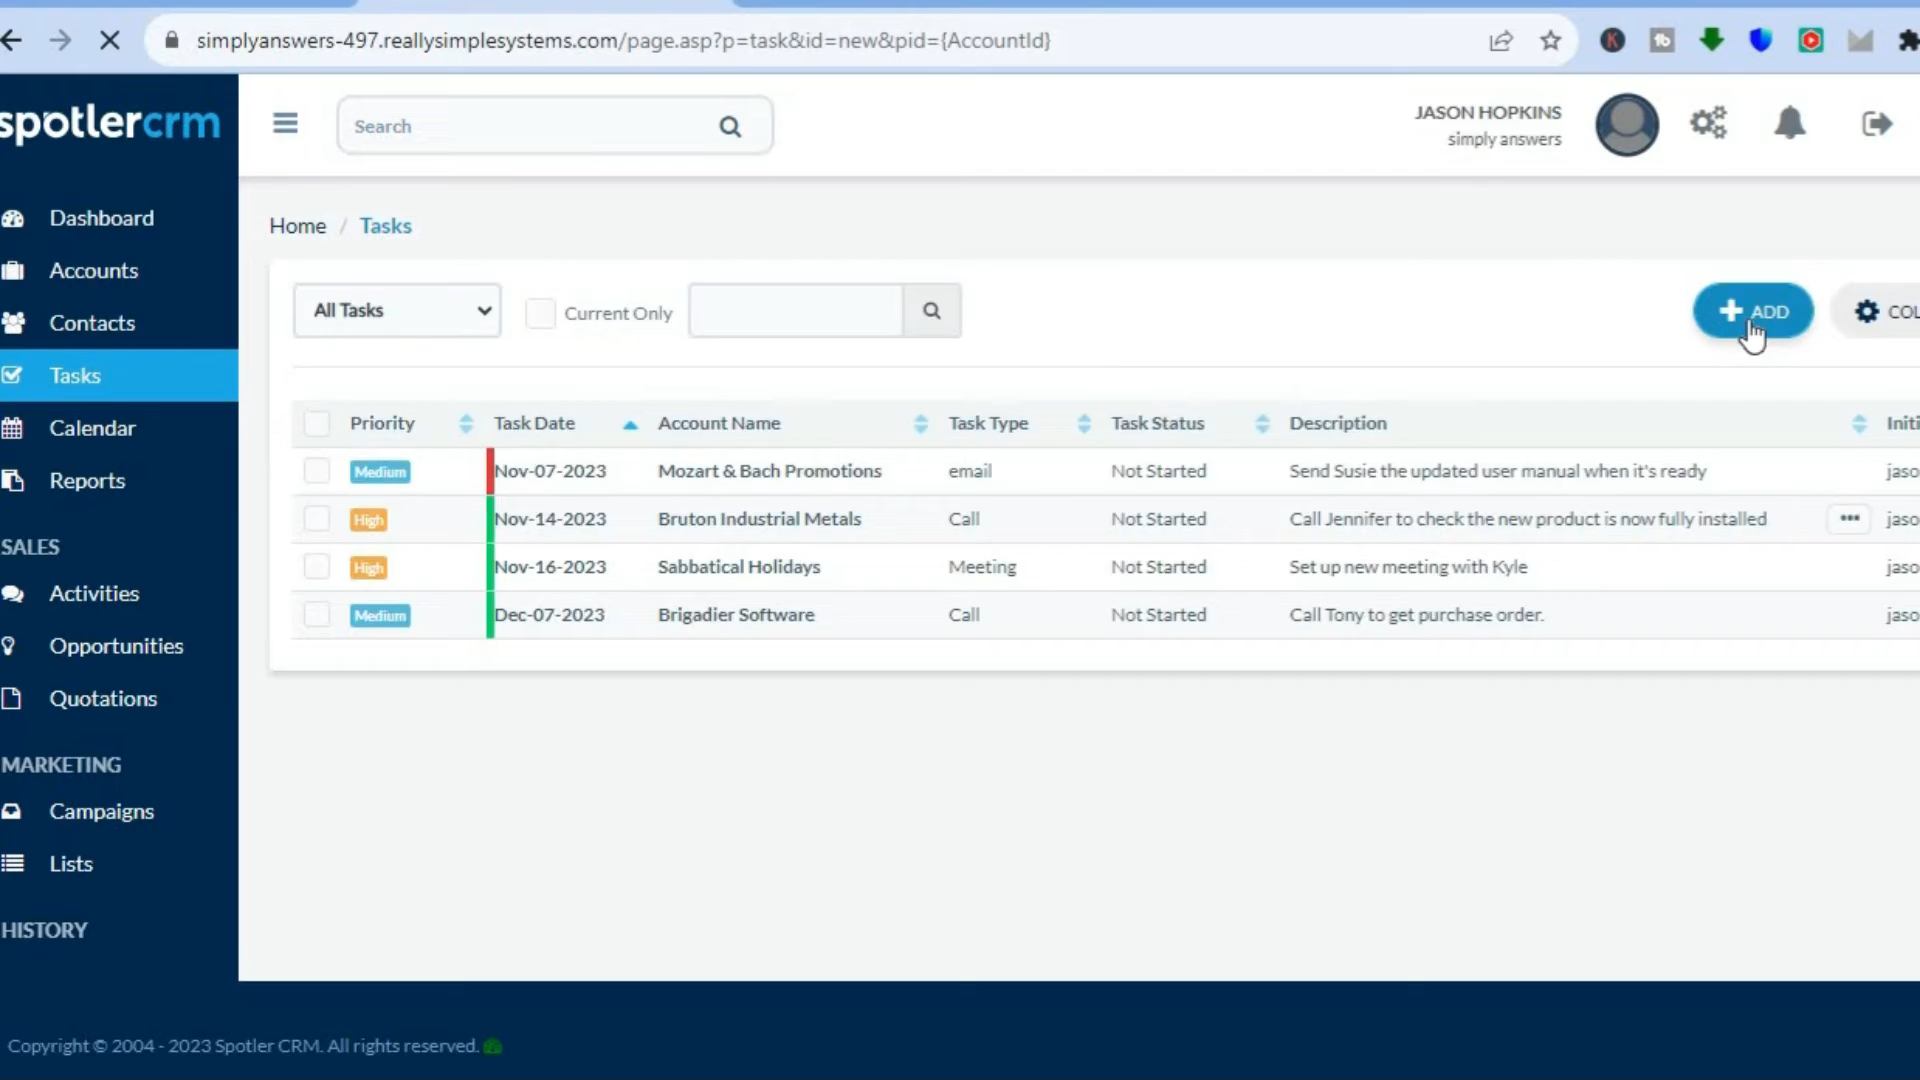 simplyanswers-497.reallysimplesystems.com/page.asp?p=task&id=new&pid={AccountId}
spotlercrm
Search
JASON HOPKINS
simply answers
Dashboard
Accounts
Contacts
Tasks
Calendar
Reports
SALES
Activities
Opportunities
Quotations
MARKETING
Campaigns
Lists
HISTORY
Home / Tasks
All Tasks
Current Only
ADD
COL
Priority Task Date Account Name Task Type Task Status Description Initi
Medium Nov-07-2023 Mozart & Bach Promotions email Not Started Send Susie the updated user manual when it's ready jaso
High Nov-14-2023 Bruton Industrial Metals Call Not Started Call Jennifer to check the new product is now fully installed ••• jaso
High Nov-16-2023 Sabbatical Holidays Meeting Not Started Set up new meeting with Kyle jaso
Medium Dec-07-2023 Brigadier Software Call Not Started Call Tony to get purchase order. jaso
Copyright © 2004 - 2023 Spotler CRM. All rights reserved.